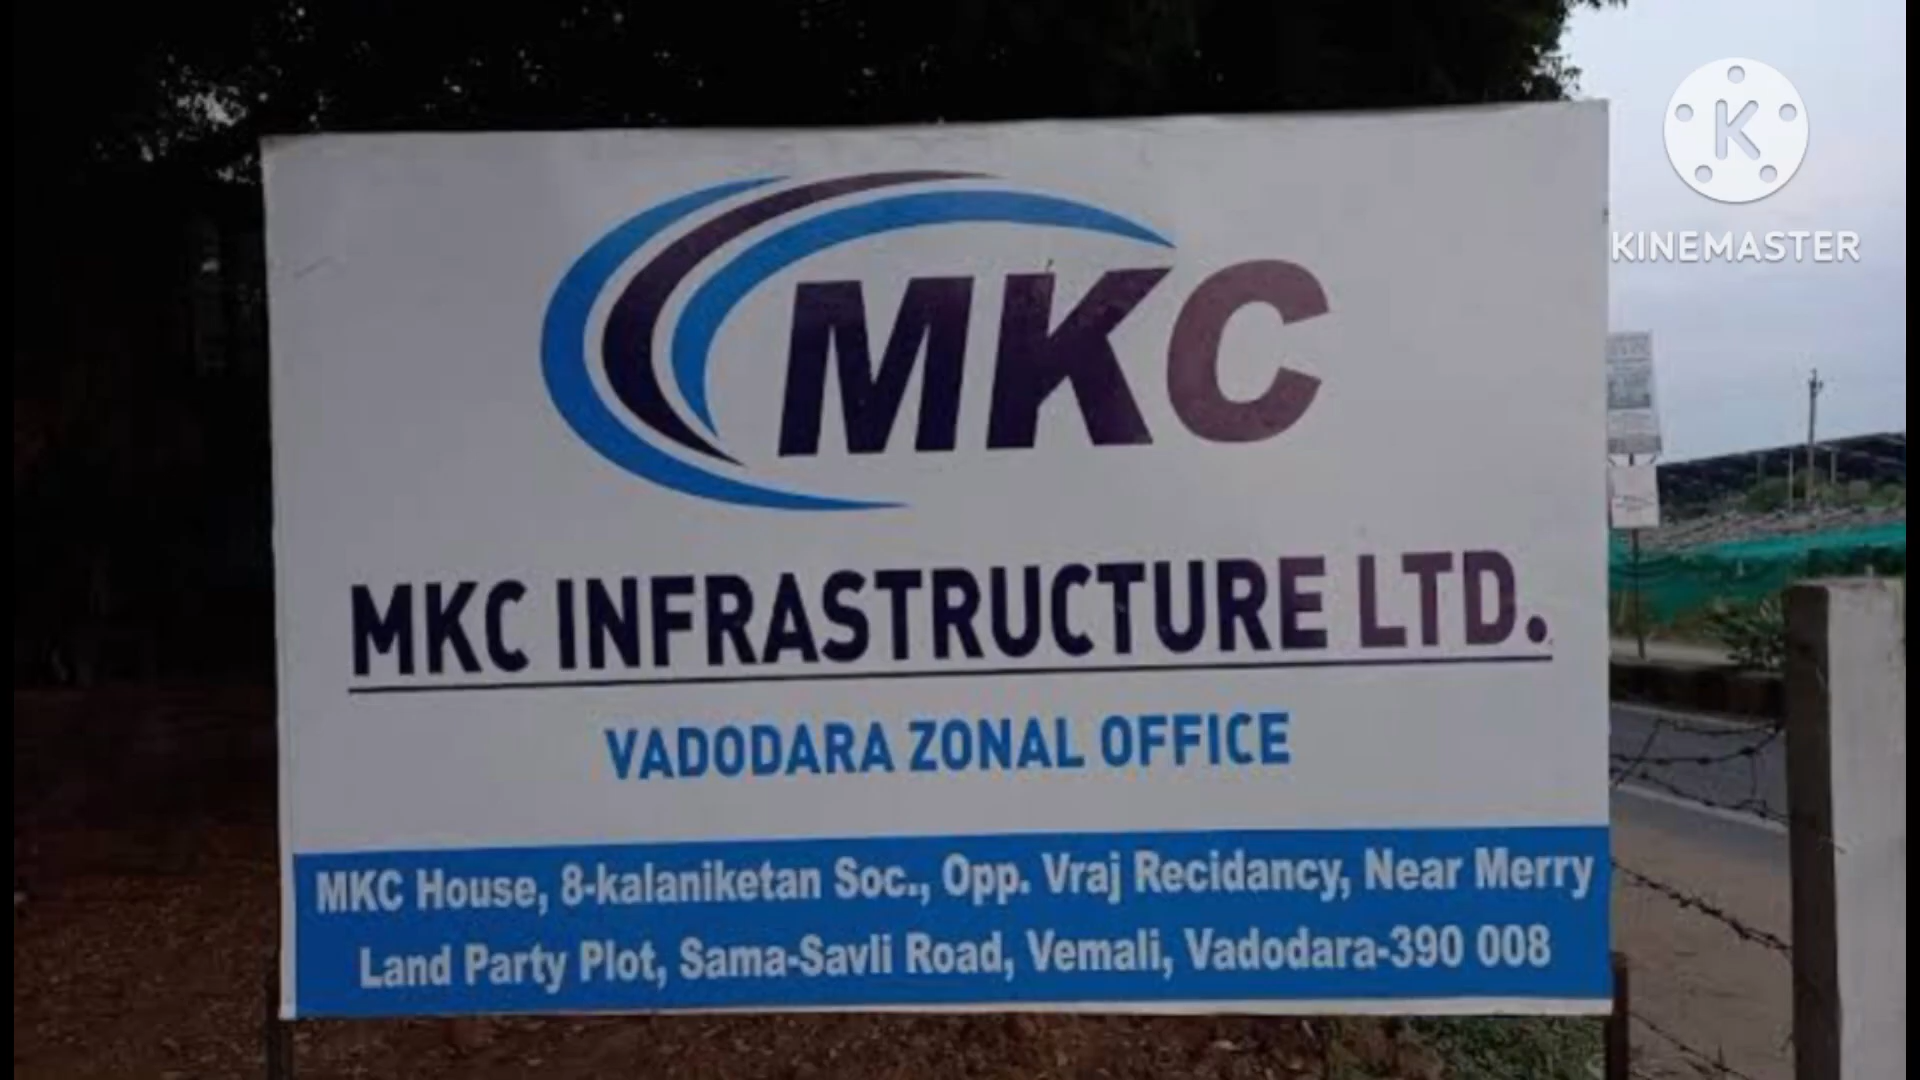 K
KINEMASTER
MKC
MKC INFRASTRUCTURE LTD.
VADODARA ZONAL OFFICE
MKC House, 8-kalaniketan Soc.., Opp. Vraj Recidancy, Near Merry
Land Party Plot, Sama-Savli Road, Vemali, Vadodara-390 008